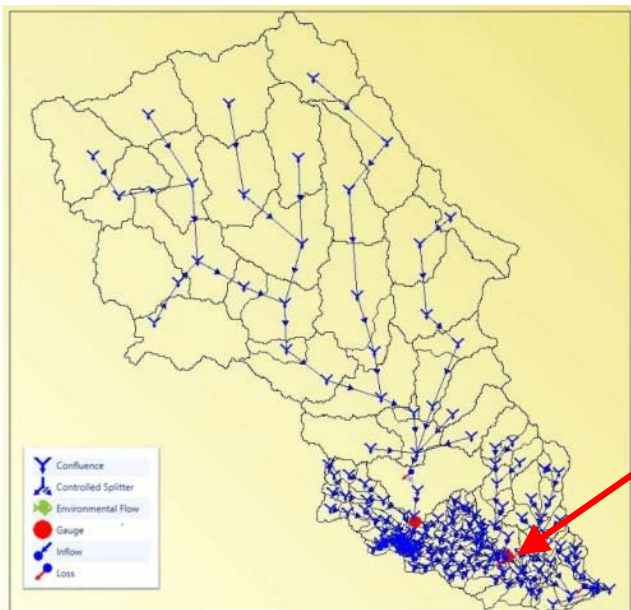 Confluence
Controlled Splitter
Environmental Flow
Gauge
Inflow
Loss